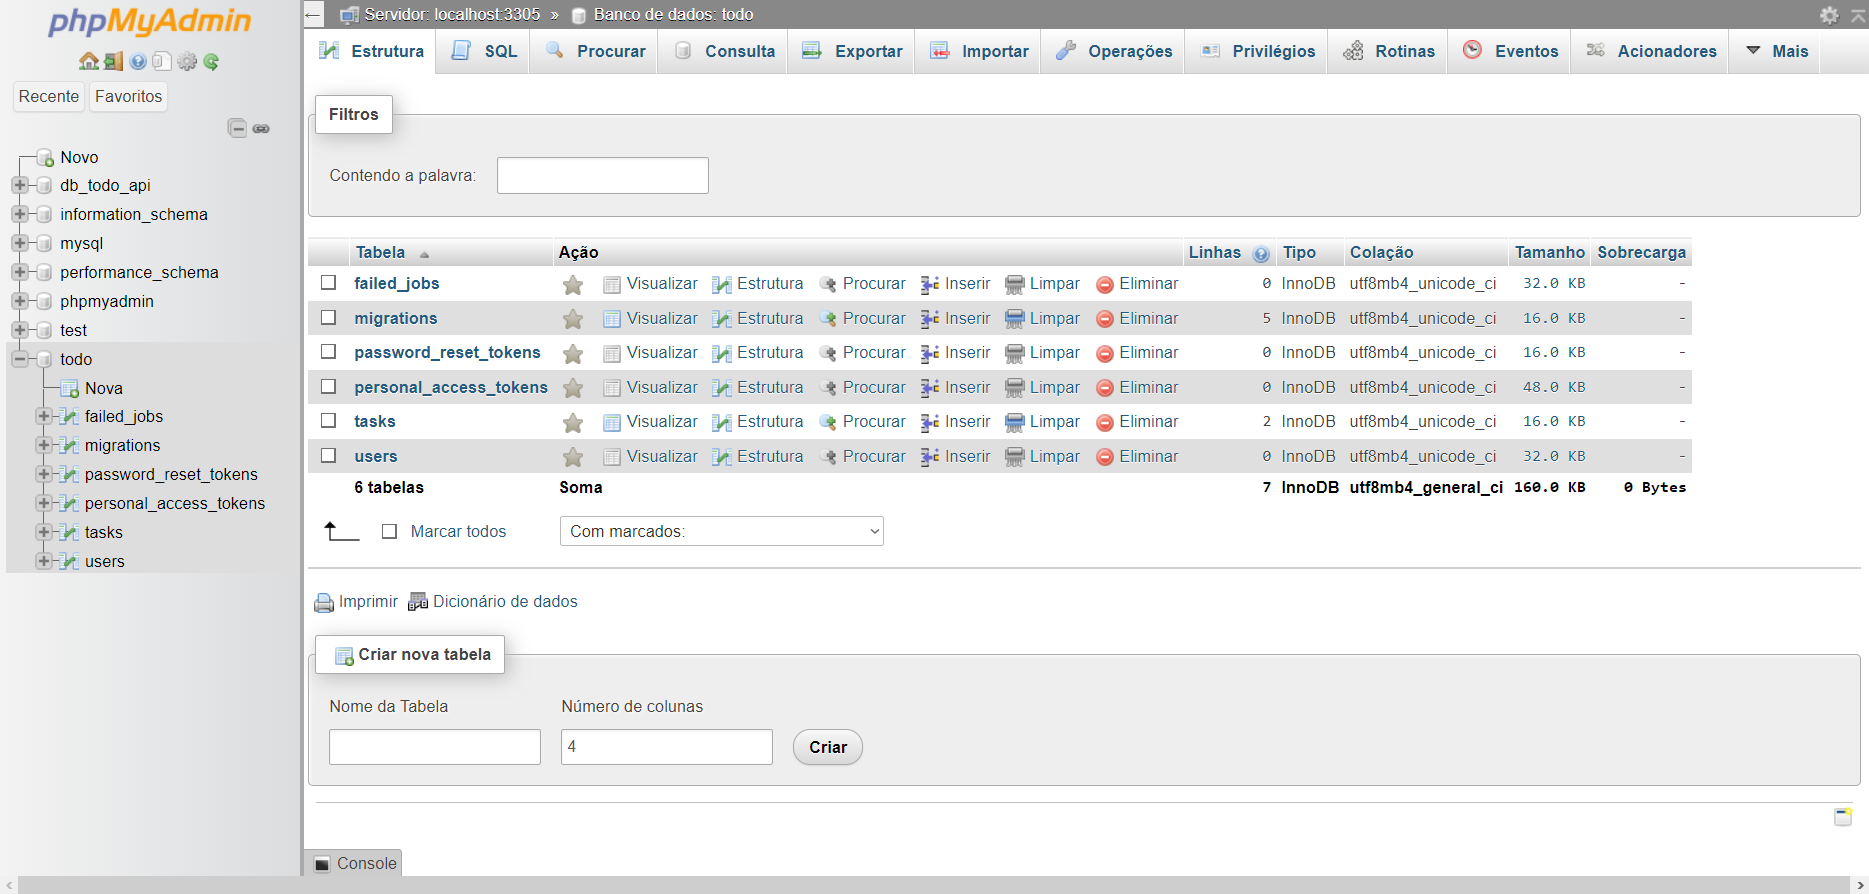 phpMyAdmin
Recente Favoritos
Novo
db_todo_api
information_schema
mysql
performance_schema
phpmyadmin
test
todo
Nova
failed_jobs
migrations
password_reset_tokens
personal_access_tokens
tasks
users
Servidor: localhost:3305 » Banco de dados: todo
Estrutura SQL Procurar Consulta Exportar Importar Operações Privilégios Rotinas Eventos Acionadores Mais
Filtros
Contendo a palavra:
Tabela Ação Linhas Tipo Colação Tamanho Sobrecarga
failed_jobs Visualizar Estrutura Procurar Inserir Limpar Eliminar 0 InnoDB utf8mb4_unicode_ci 32.0 KB -
migrations Visualizar Estrutura Procurar Inserir Limpar Eliminar 5 InnoDB utf8mb4_unicode_ci 16.0 KB -
password_reset_tokens Visualizar Estrutura Procurar Inserir Limpar Eliminar 0 InnoDB utf8mb4_unicode_ci 16.0 KB -
personal_access_tokens Visualizar Estrutura Procurar Inserir Limpar Eliminar 0 InnoDB utf8mb4_unicode_ci 48.0 KB -
tasks Visualizar Estrutura Procurar Inserir Limpar Eliminar 2 InnoDB utf8mb4_unicode_ci 16.0 KB -
users Visualizar Estrutura Procurar Inserir Limpar Eliminar 0 InnoDB utf8mb4_unicode_ci 32.0 KB -
6 tabelas Soma 7 InnoDB utf8mb4_general_ci 160.0 KB 0 Bytes
Marcar todos Com marcados:
Imprimir Dicionário de dados
Criar nova tabela
Nome da Tabela Número de colunas
4 Criar
Console